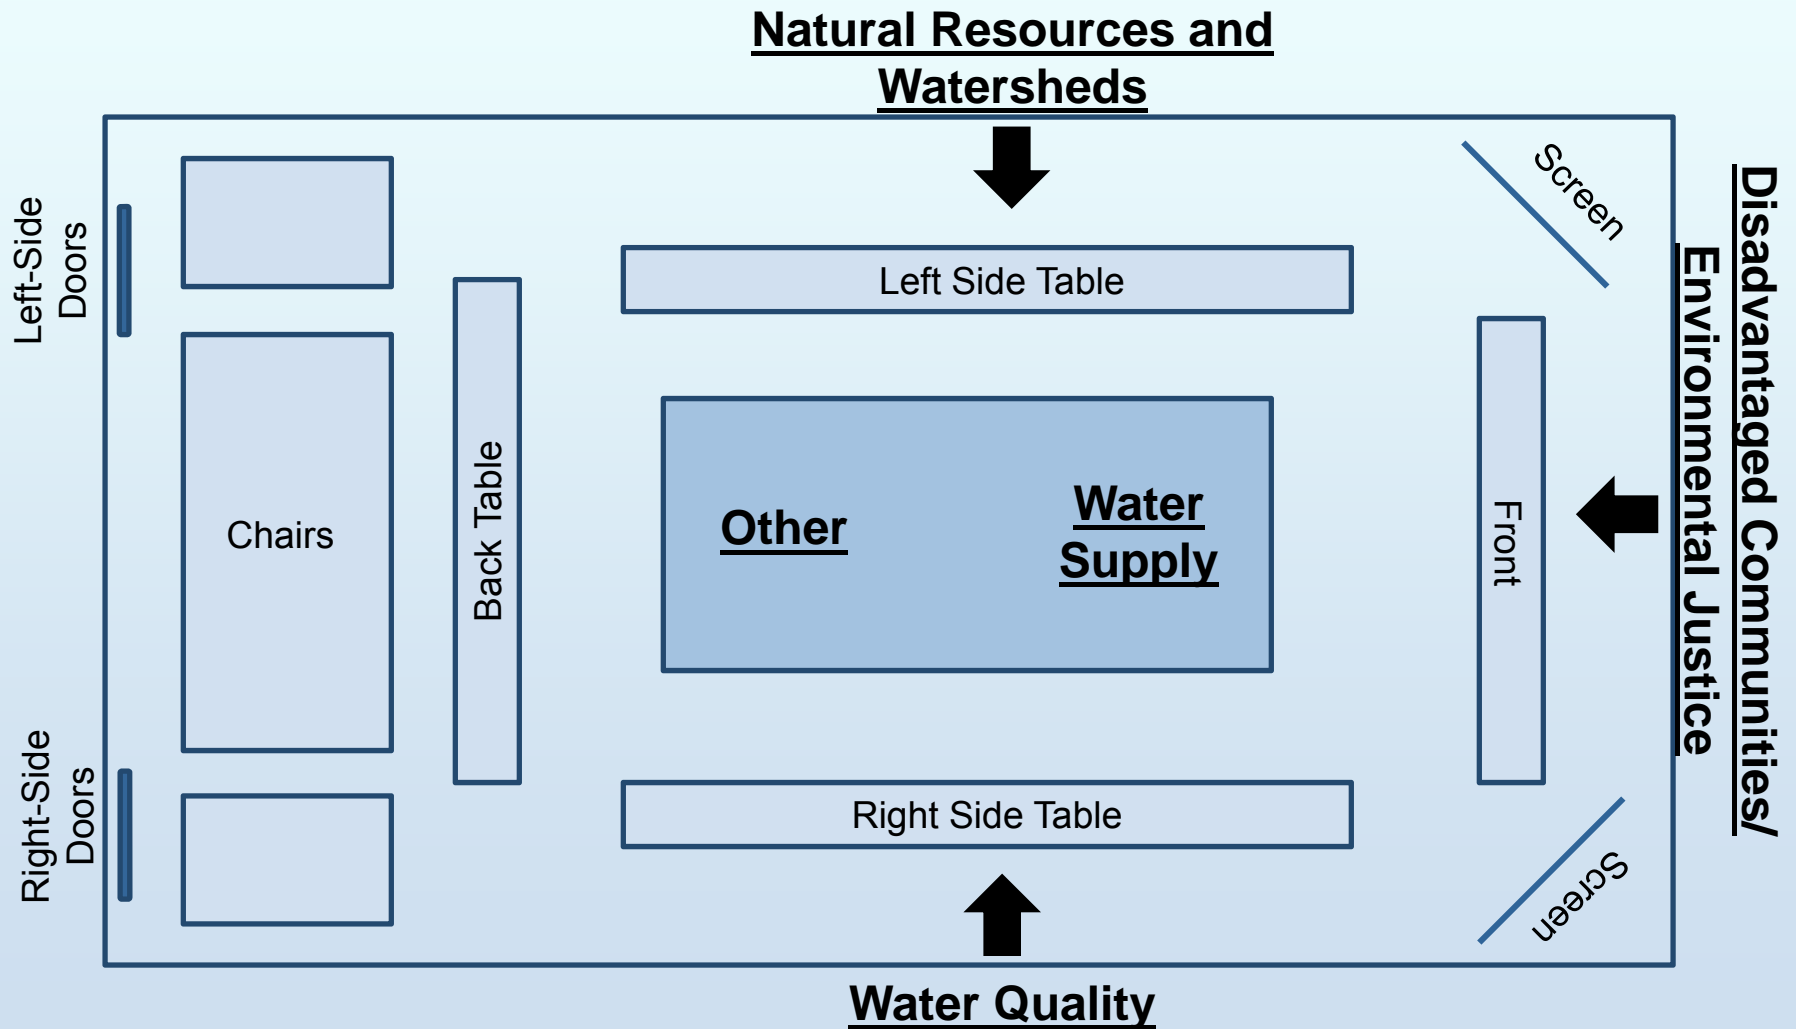 Natural Resources and
Watersheds
Left-Side
Doors
Screen
Left Side Table
Disadvantaged Communities/
Environmental Justice
Chairs
Back Table
Other
Water
Supply
Front
Right-Side
Doors
Right Side Table
Screen
Water Quality